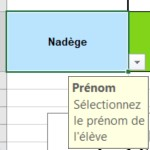 Nadège
Prénom
Sélectionnez
le prénom de
l'élève